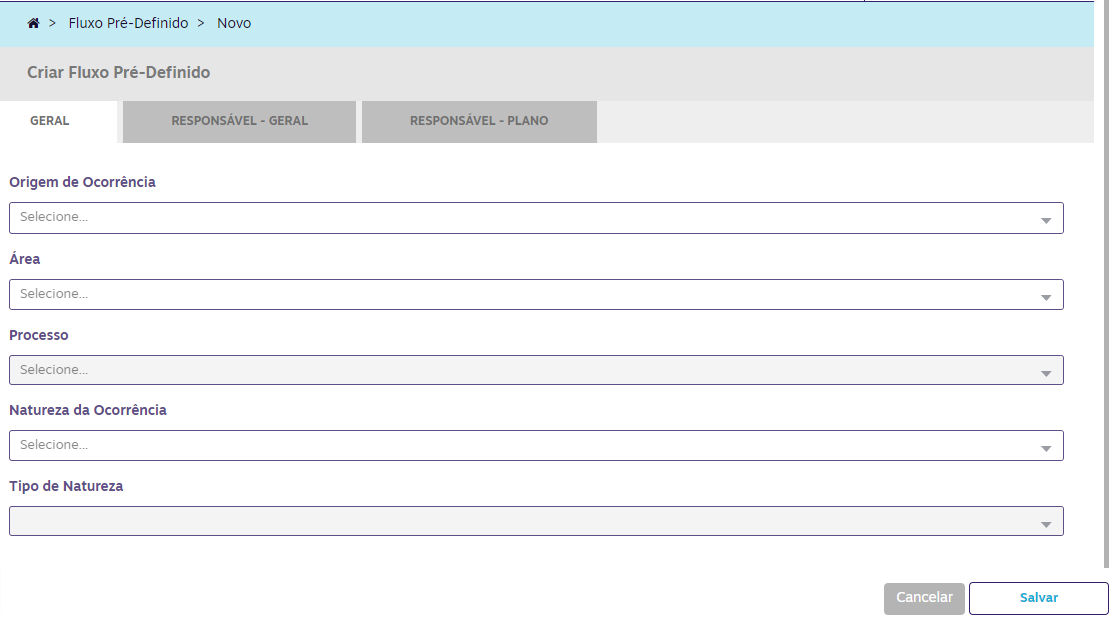 > Fluxo Pré-Definido > Novo
Criar Fluxo Pré-Definido
GERAL RESPONSÁVEL - GERAL RESPONSÁVEL - PLANO
Origem de Ocorrência
Selecione...
Área
Selecione...
Processo
Selecione...
Natureza da Ocorrência
Selecione...
Tipo de Natureza
Cancelar Salvar